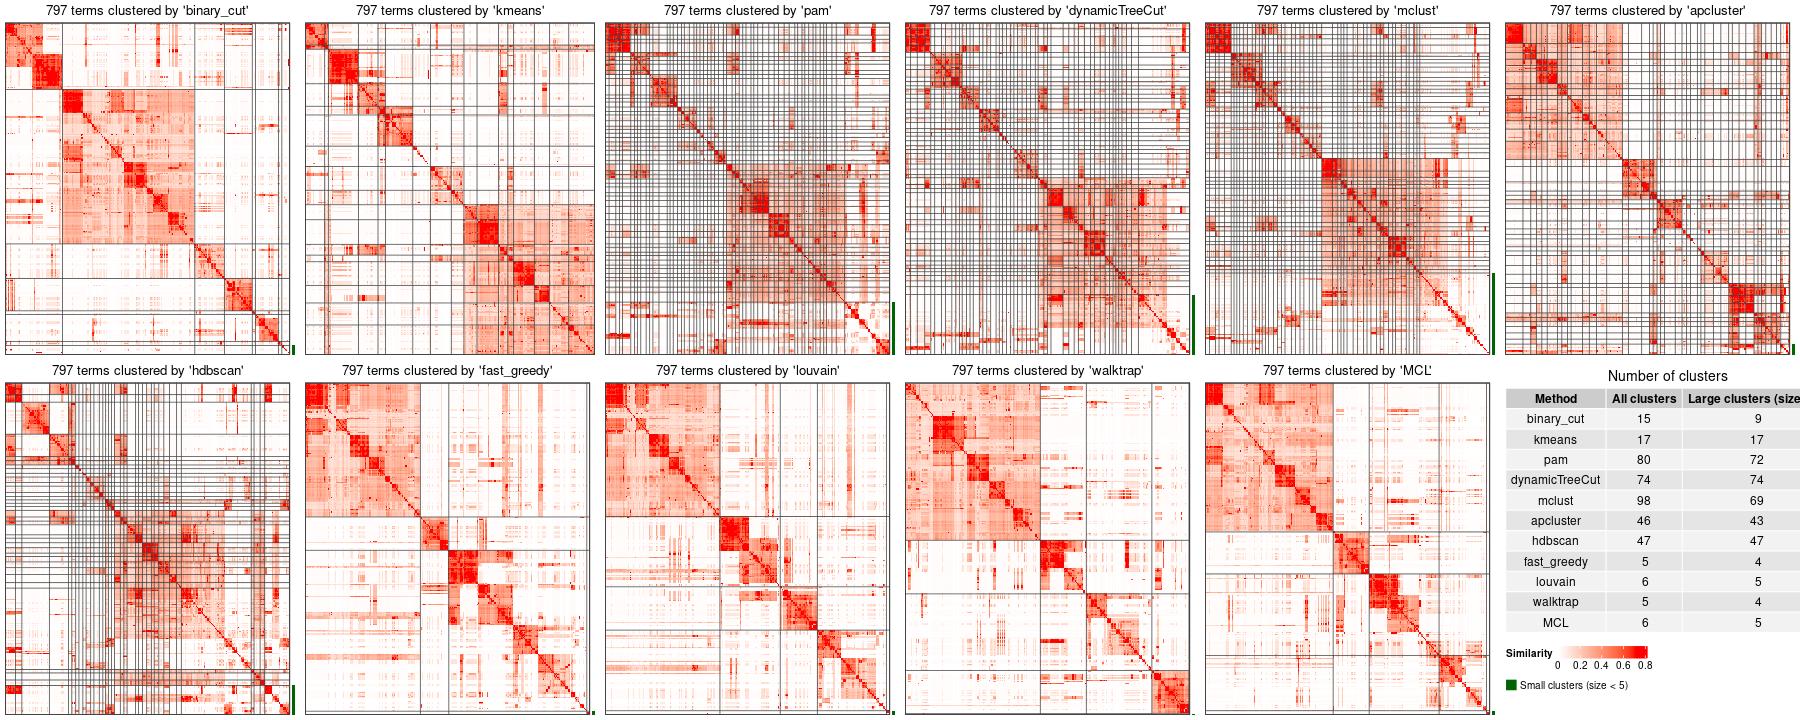 797 terms clustered by 'binary_cut'
797 terms clustered by 'kmeans'
797 terms clustered by 'pam'
797 terms clustered by 'dynamicTreeCut'
797 terms clustered by 'mclust'
797 terms clustered by 'apcluster'
797 terms clustered by 'hdbscan'
797 terms clustered by 'fast_greedy'
797 terms clustered by 'louvain'
797 terms clustered by 'walktrap'
797 terms clustered by 'MCL'
Number of clusters
Method All clusters Large clusters (size
binary_cut 15 9
kmeans 17 17
pam 80 72
dynamicTreeCut 74 74
mclust 98 69
apcluster 46 43
hdbscan 47 47
fast_greedy 5 4
louvain 6 5
walktrap 5 4
MCL 6 5
Similarity
0 0.2 0.4 0.6 0.8
Small clusters (size < 5)